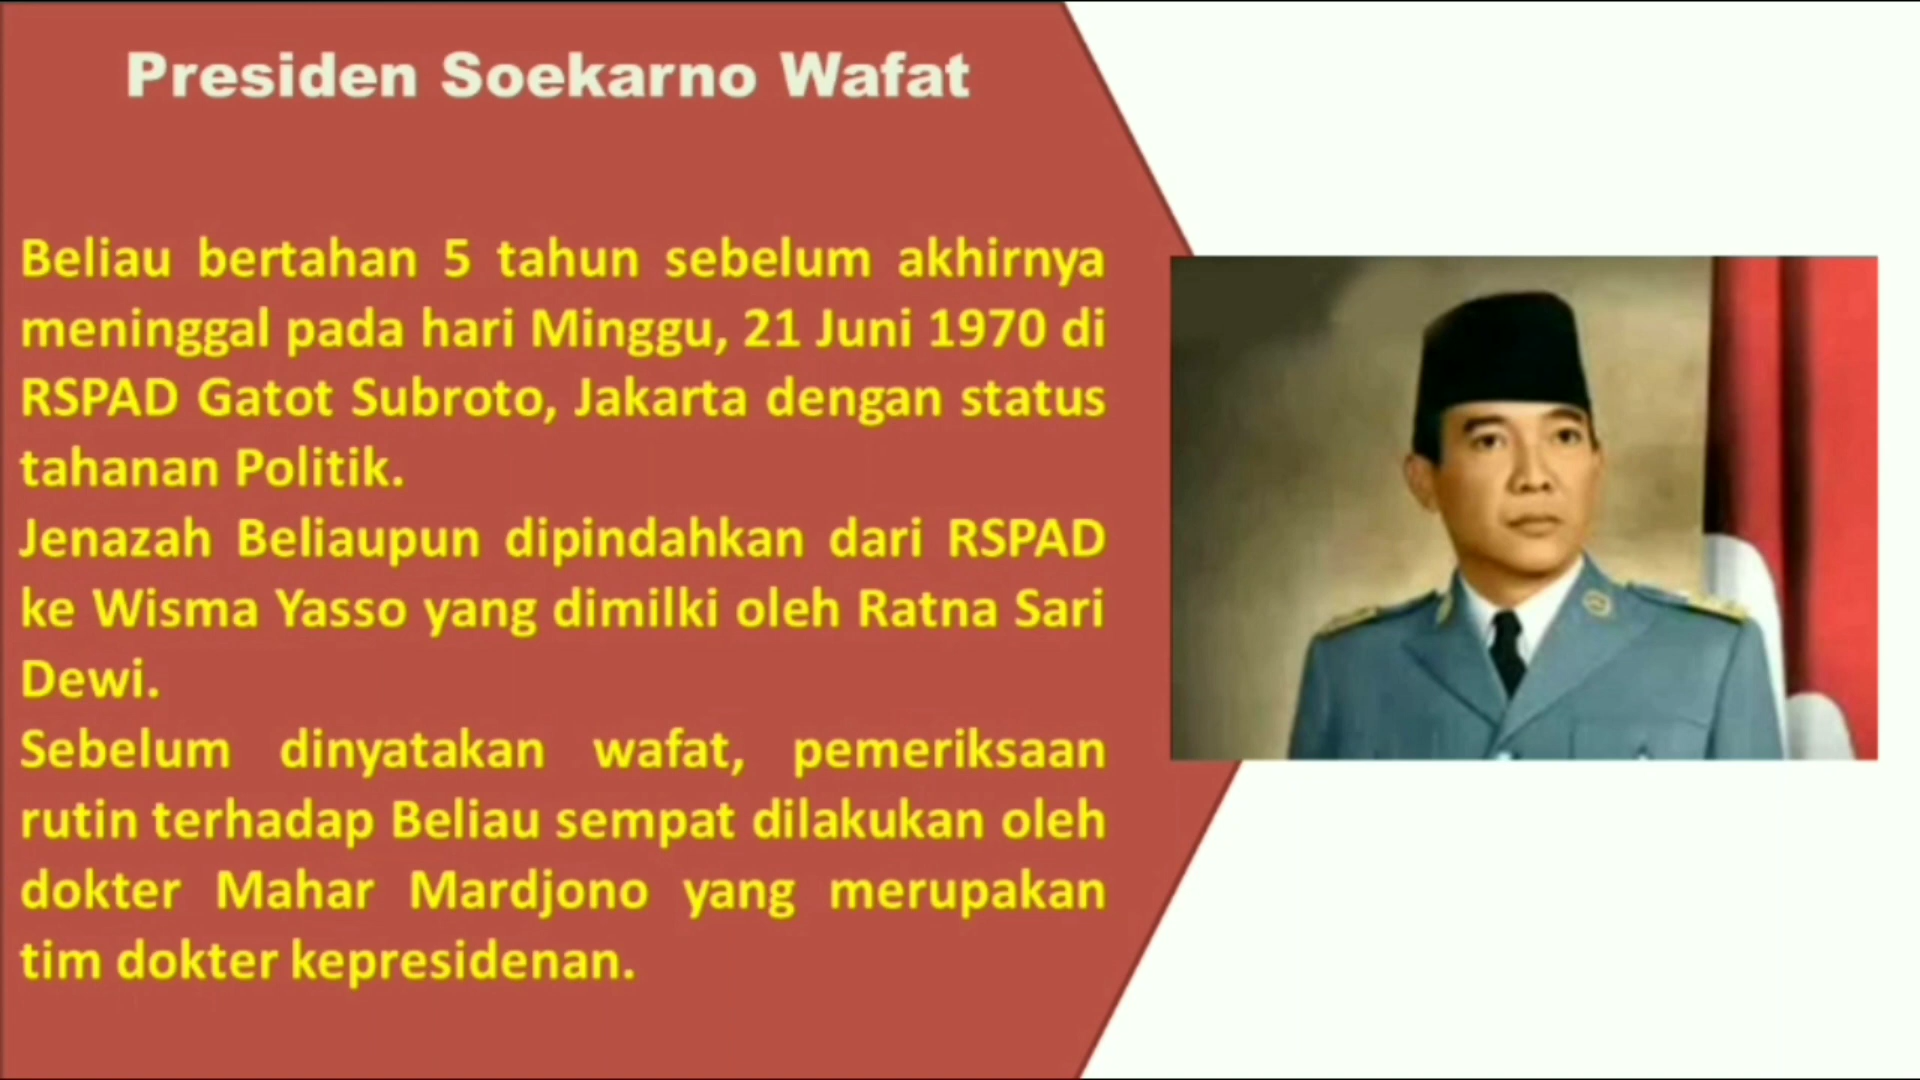 Presiden Soekarno Wafat
Beliau bertahan 5 tahun sebelum akhirnya
meninggal pada hari Minggu, 21 Juni 1970 di
RSPAD Gatot Subroto, Jakarta dengan status
tahanan Politik.
Jenazah Beliaupun dipindahkan dari RSPAD
ke Wisma Yasso yang dimilki oleh Ratna Sari
Dewi.
Sebelum dinyatakan wafat, pemeriksaan
rutin terhadap Beliau sempat dilakukan oleh
dokter Mahar Mardjono yang merupakan
tim dokter kepresidenan.